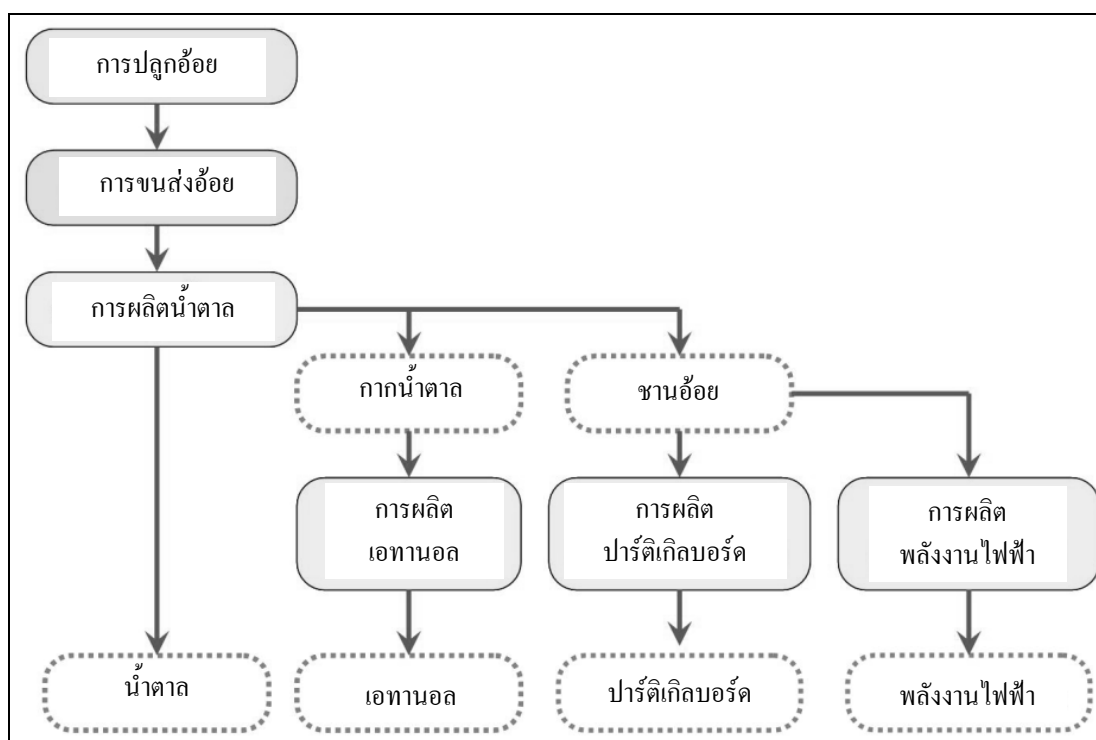 การปลูกอ้อย
การขนส่งอ้อย
การผลิตน้ำตาล
กากน้ำตาล
ชานอ้อย
การผลิต
เอทานอล
การผลิต
ปาร์ติเกิลบอร์ด
การผลิต
พลังงานไฟฟ้า
น้ำตาล
เอทานอล
ปาร์ติเกิลบอร์ด
พลังงานไฟฟ้า